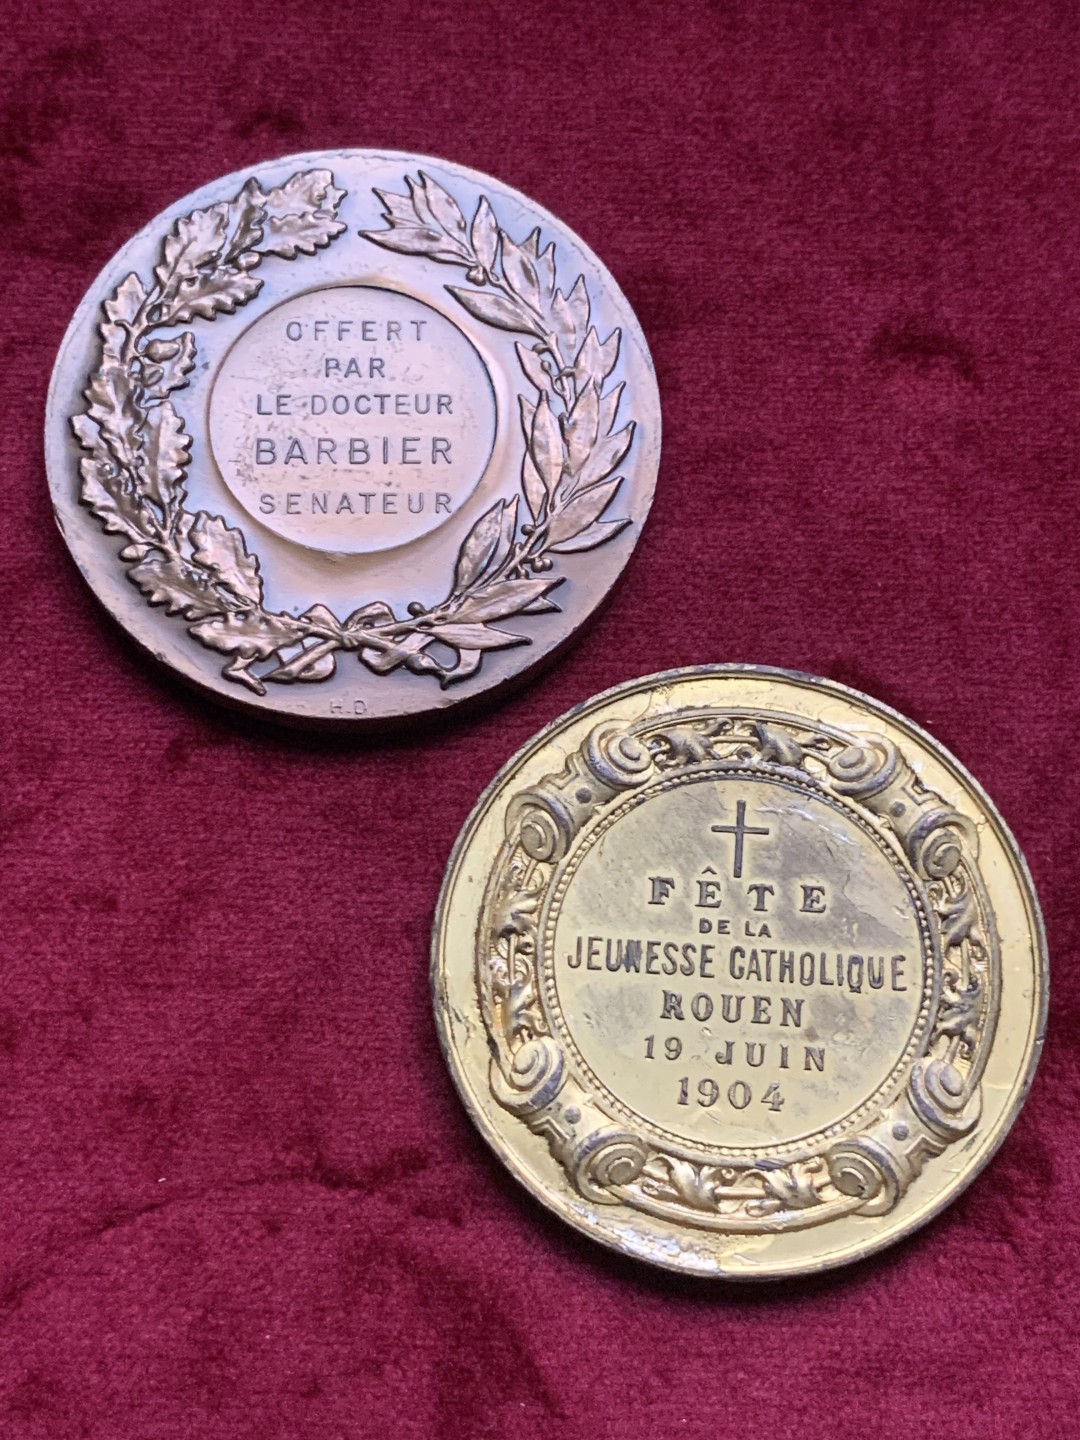 OFFERT
PAR
LE DOCTEUR
BARBIER
SENATEUR
H.D
FÊTE
DE LA
JEUNESSE CATHOLIQUE
ROUEN
19 JUIN
1904